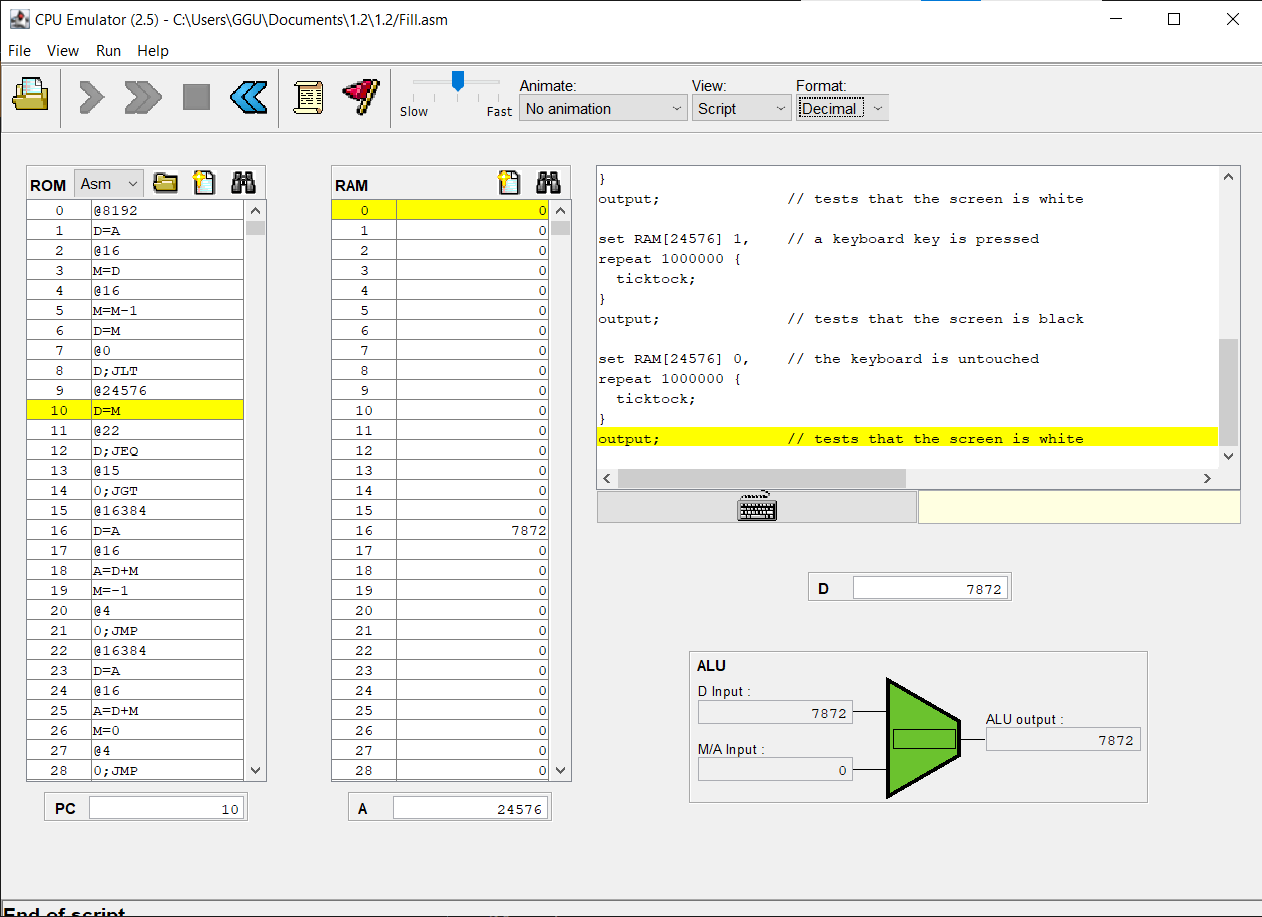 CPU Emulator (2.5) - C:\Users\GGU\Documents\1.2\1.2/Fill.asm
File View Run Help
Animate: View: Format:
Slow Fast No animation Script Decimal
ROM Asm
0 @8192
1 D=A
2 @16
3 M=D
4 @16
5 M=M-1
6 D=M
7 @0
8 D;JLT
9 @24576
10 D=M
11 @22
12 D;JEQ
13 @15
14 0;JGT
15 @16384
16 D=A
17 @16
18 A=D+M
19 M=-1
20 @4
21 0;JMP
22 @16384
23 D=A
24 @16
25 A=D+M
26 M=0
27 @4
28 0;JMP
PC 10
RAM
0 0
1 0
2 0
3 0
4 0
5 0
6 0
7 0
8 0
9 0
10 0
11 0
12 0
13 0
14 0
15 0
16 7872
17 0
18 0
19 0
20 0
21 0
22 0
23 0
24 0
25 0
26 0
27 0
28 0
A 24576
}
output; // tests that the screen is white
set RAM[24576] 1, // a keyboard key is pressed
repeat 1000000 {
ticktock;
}
output; // tests that the screen is black
set RAM[24576] 0, // the keyboard is untouched
repeat 1000000 {
ticktock;
}
output; // tests that the screen is white
D 7872
ALU
D Input :
7872
M/A Input :
0
ALU output :
7872
End of script